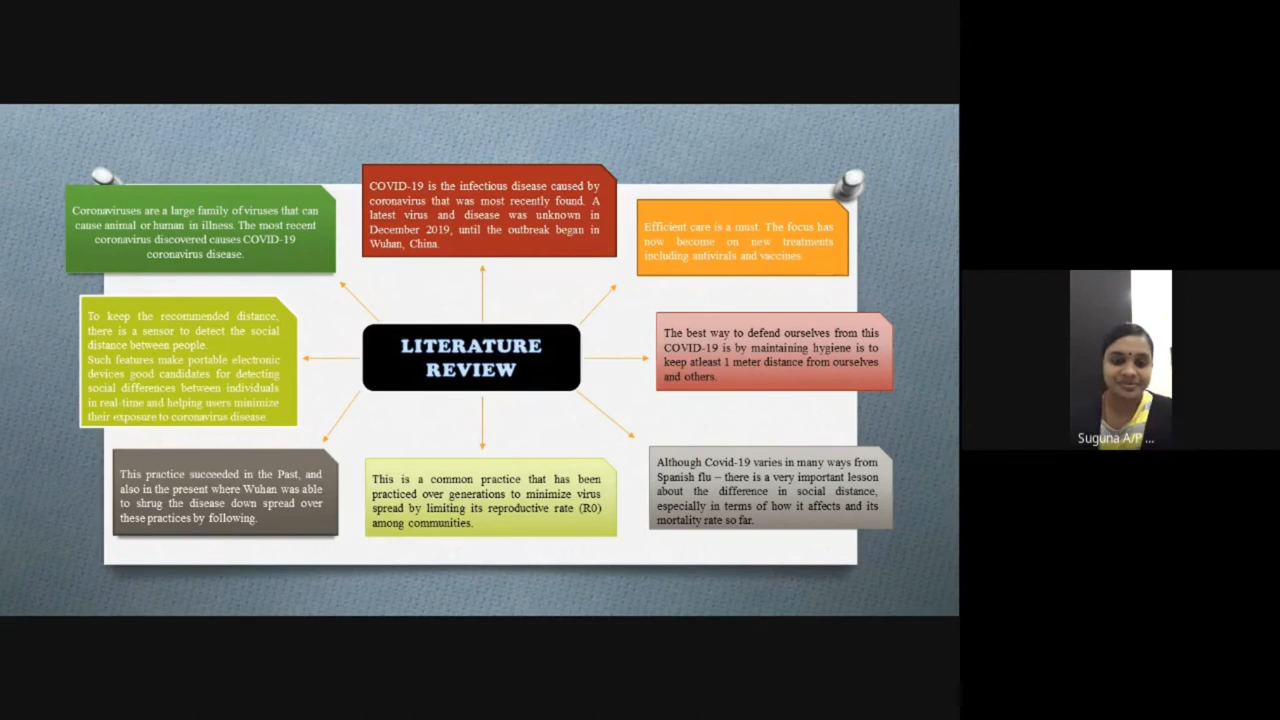 Coronaviruses are a large family of viruses that can
cause animal or human in illness. The most recent
coronavirus discovered causes COVID-19
coronavirus disease.
COVID-19 is the infectious disease caused by
coronavirus that was most recently found. A
latest virus and disease was unknown in
December 2019, until the outbreak began in
Wuhan, China.
Efficient care is a must. The focus has
now become on new treatments
including antivirals and vaccines.
To keep the recommended distance,
there is a sensor to detect the social
distance between people.
Such features make portable electronic
devices good candidates for detecting
social differences between individuals
in real-time and helping users minimize
their exposure to coronavirus disease.
LITERATURE
REVIEW
The best way to defend ourselves from this
COVID-19 is by maintaining hygiene is to
keep atleast 1 meter distance from ourselves
and others.
This practice succeeded in the Past, and
also in the present where Wuhan was able
to shrug the disease down spread over
these practices by following.
This is a common practice that has been
practiced over generations to minimize virus
spread by limiting its reproductive rate (R0)
among communities.
Although Covid-19 varies in many ways from
Spanish flu – there is a very important lesson
about the difference in social distance,
especially in terms of how it affects and its
mortality rate so far.
Suguna A/P ...